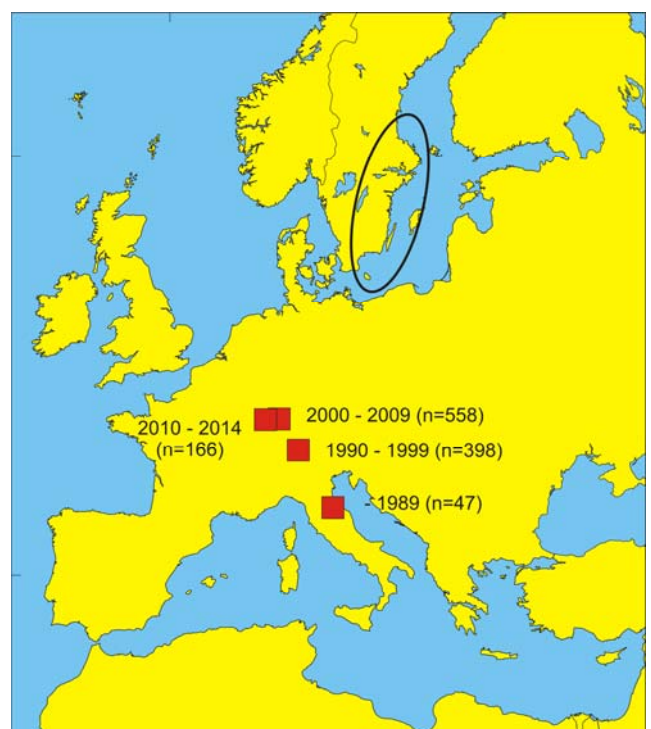 2000 - 2009 (n=558)
2010 - 2014
(n=166)
1990 - 1999 (n=398)
- 1989 (n=47)